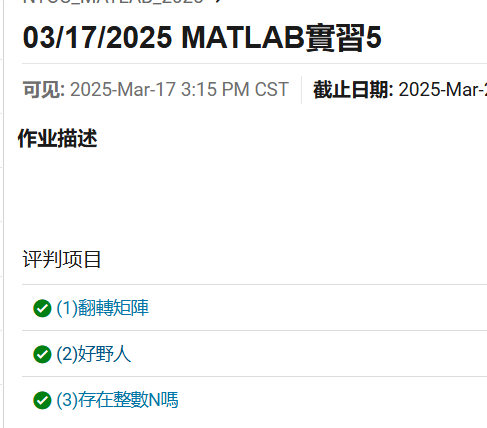 03/17/2025 MATLAB實習5
可见: 2025-Mar-17 3:15 PM CST 截止日期: 2025-Mar-2
作业描述
评判项目
(1)翻轉矩陣
(2)好野人
(3)存在整數N嗎